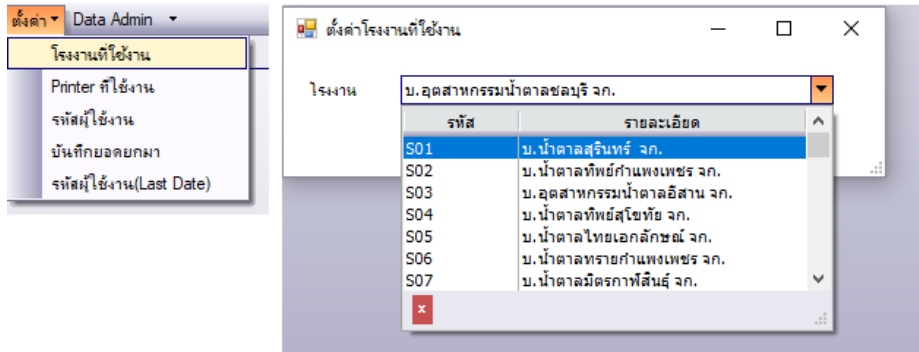 ตั้งค่า Data Admin
โรงงานที่ใช้งาน
Printer ที่ใช้งาน
รหัสผู้ใช้งาน
บันทึกยอดยกมา
รหัสผู้ใช้งาน(Last Date)
ตั้งค่าโรงงานที่ใช้งาน
โรงงาน บ.อุตสาหกรรมน้ำตาลชลบุรี จก.
รหัส รายละเอียด
S01 บ.น้ำตาลสุรินทร์ จก.
S02 บ.น้ำตาลทิพย์กำแพงเพชร จก.
S03 บ.อุตสาหกรรมน้ำตาลอีสาน จก.
S04 บ.น้ำตาลทิพย์สุโขทัย จก.
S05 บ.น้ำตาลไทยเอกลักษณ์ จก.
S06 บ.น้ำตาลทรายกำแพงเพชร จก.
S07 บ.น้ำตาลมิตรกาฬสินธุ์ จก.
x